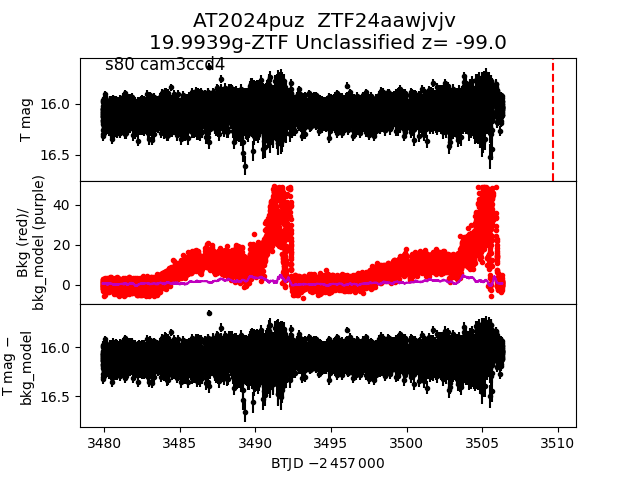 AT2024puz  ZTF24aawjvjv
19.9939g-ZTF Unclassified z= -99.0
s80 cam3ccd4
T mag
16.0
16.5
Bkg (red)/
bkg_model (purple)
40
20
0
T mag −
bkg_model
16.0
16.5
3480 3485 3490 3495 3500 3505 3510
BTJD −2 457 000